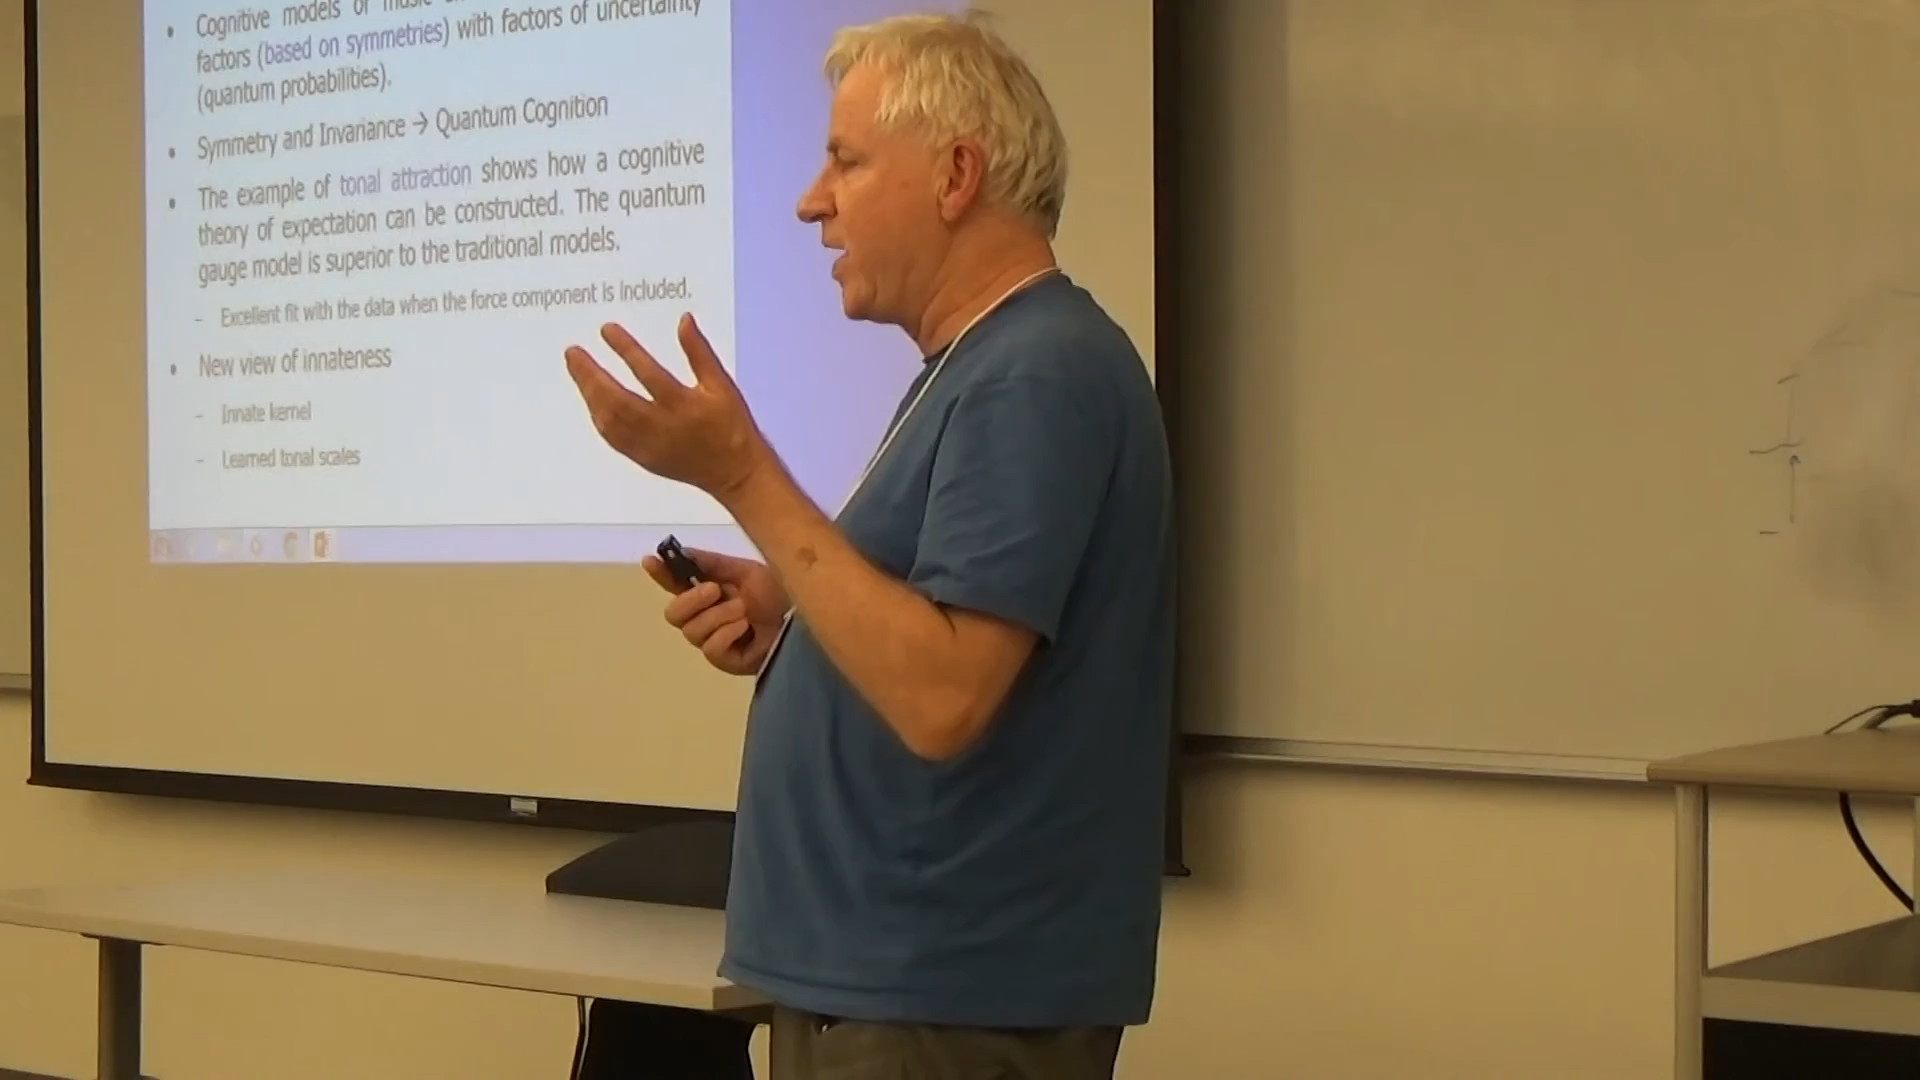 Cognitive models of music
factors (based on symmetries) with factors of uncertainty
(quantum probabilities).
• Symmetry and Invariance → Quantum Cognition
• The example of tonal attraction shows how a cognitive
theory of expectation can be constructed. The quantum
gauge model is superior to the traditional models.
– Excellent fit with the data when the force component is included.
• New view of innateness
– Innate kernel
– Learned tonal scales